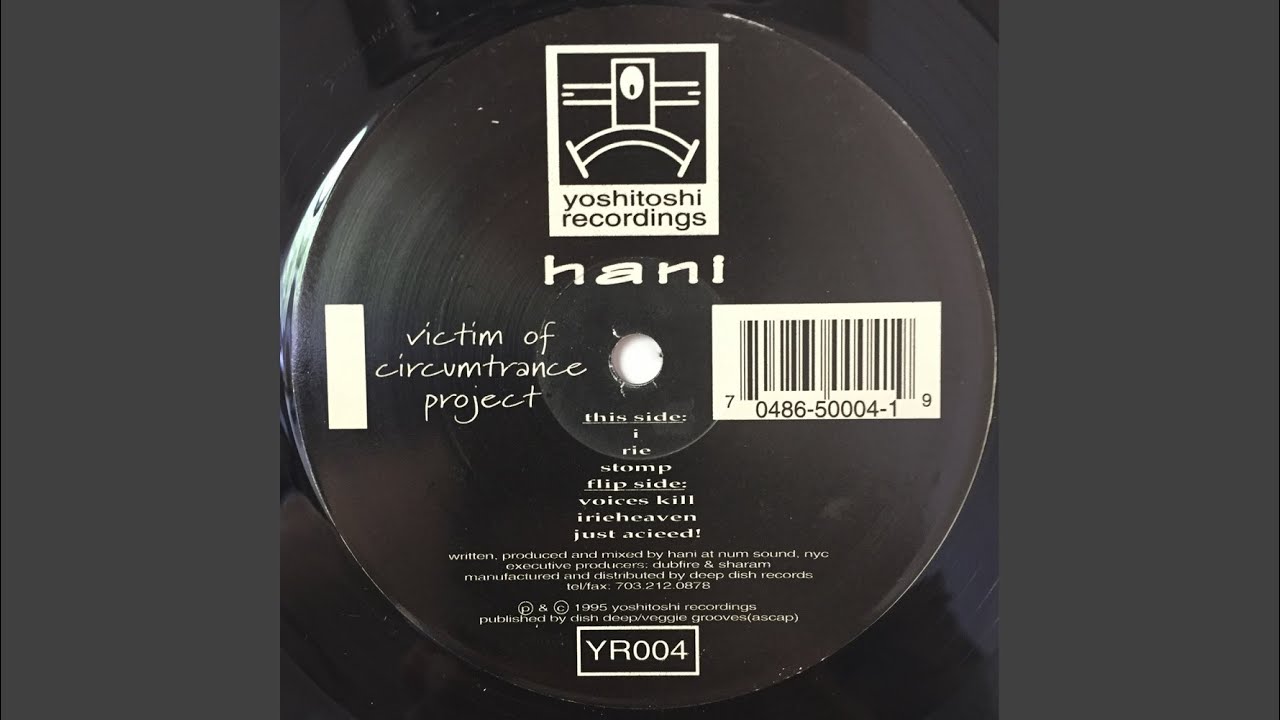 yoshitoshi
recordings
hani
victim of
circumtrance
project
7 0486-50004-1 9
this side:
i
rie
stomp
flip side:
voices kill
irieheaven
just acieed!
written, produced and mixed by hani at num sound, nyc
executive producers: dubfire & sharam
manufactured and distributed by deep dish records
tel/fax: 703.212.0878
℗ & © 1995 yoshitoshi recordings
published by dish deep/veggie grooves(ascap)
YR004